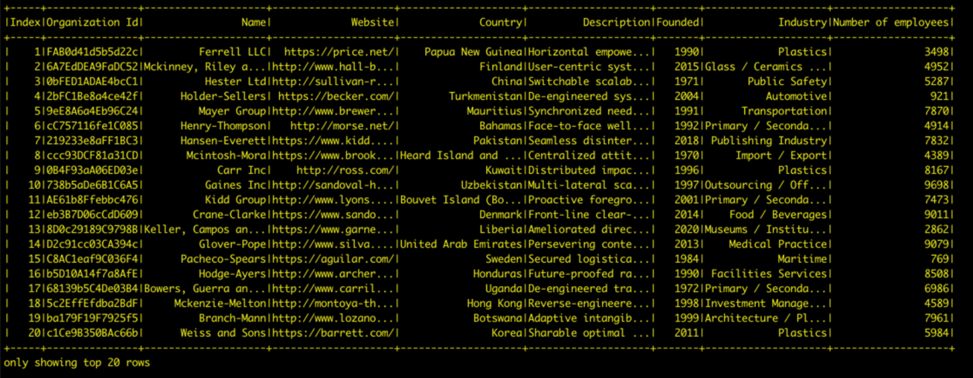 +-----+---------------+--------------------+--------------------+--------------------+--------------------+-------+--------------------+-------------------+
|Index|Organization Id| Name| Website| Country| Description|Founded| Industry|Number of employees|
+-----+---------------+--------------------+--------------------+--------------------+--------------------+-------+--------------------+-------------------+
| 1|FAB0d41d5b5d22c| Ferrell LLC| https://price.net/| Papua New Guinea|Horizontal empowe...| 1990| Plastics| 3498|
| 2|6A7EdDEA9FaDC52|Mckinney, Riley a...|http://www.hall-b...| Finland|User-centric syst...| 2015|Glass / Ceramics ...| 4952|
| 3|0bFED1ADAE4bcC1| Hester Ltd|http://sullivan-r...| China|Switchable scalab...| 1971| Public Safety| 5287|
| 4|2bFC1Be8a4ce42f| Holder-Sellers| https://becker.com/| Turkmenistan|De-engineered sys...| 2004| Automotive| 921|
| 5|9eE8A6a4Eb96C24| Mayer Group|http://www.brewer...| Mauritius|Synchronized need...| 1991| Transportation| 7870|
| 6|cC757116fe1C085| Henry-Thompson| http://morse.net/| Bahamas|Face-to-face well...| 1992|Primary / Seconda...| 4914|
| 7|219233e8aFF1BC3| Hansen-Everett|https://www.kidd....| Pakistan|Seamless disinter...| 2018| Publishing Industry| 7832|
| 8|ccc93DCF81a31CD| Mcintosh-Mora|https://www.brook...|Heard Island and ...|Centralized attit...| 1970| Import / Export| 4389|
| 9|0B4F93aA06ED03e| Carr Inc| http://ross.com/| Kuwait|Distributed impac...| 1996| Plastics| 8167|
| 10|738b5aDe6B1C6A5| Gaines Inc|http://sandoval-h...| Uzbekistan|Multi-lateral sca...| 1997|Outsourcing / Off...| 9698|
| 11|AE61b8Ffebbc476| Kidd Group|http://www.lyons....|Bouvet Island (Bo...|Proactive foregro...| 2001|Primary / Seconda...| 7473|
| 12|eb3B7D06cCdD609| Crane-Clarke|https://www.sando...| Denmark|Front-line clear-...| 2014| Food / Beverages| 9011|
| 13|8D0c29189C9798B|Keller, Campos an...|https://www.garne...| Liberia|Ameliorated direc...| 2020|Museums / Institu...| 2862|
| 14|D2c91cc03CA394c| Glover-Pope|http://www.silva....|United Arab Emirates|Persevering conte...| 2013| Medical Practice| 9079|
| 15|C8AC1eaf9C036F4| Pacheco-Spears|https://aguilar.com/| Sweden|Secured logistica...| 1984| Maritime| 769|
| 16|b5D10A14f7a8AfE| Hodge-Ayers|http://www.archer...| Honduras|Future-proofed ra...| 1990| Facilities Services| 8508|
| 17|68139b5C4De03B4|Bowers, Guerra an...|http://www.carril...| Uganda|De-engineered tra...| 1972|Primary / Seconda...| 6986|
| 18|5c2EffEfdba2BdF| Mckenzie-Melton|http://montoya-th...| Hong Kong|Reverse-engineere...| 1998|Investment Manage...| 4589|
| 19|ba179F19F7925f5| Branch-Mann|http://www.lozano...| Botswana|Adaptive intangib...| 1999|Architecture / Pl...| 7961|
| 20|c1Ce9B350BAc66b| Weiss and Sons|https://barrett.com/| Korea|Sharable optimal ...| 2011| Plastics| 5984|
+-----+---------------+--------------------+--------------------+--------------------+--------------------+-------+--------------------+-------------------+
only showing top 20 rows